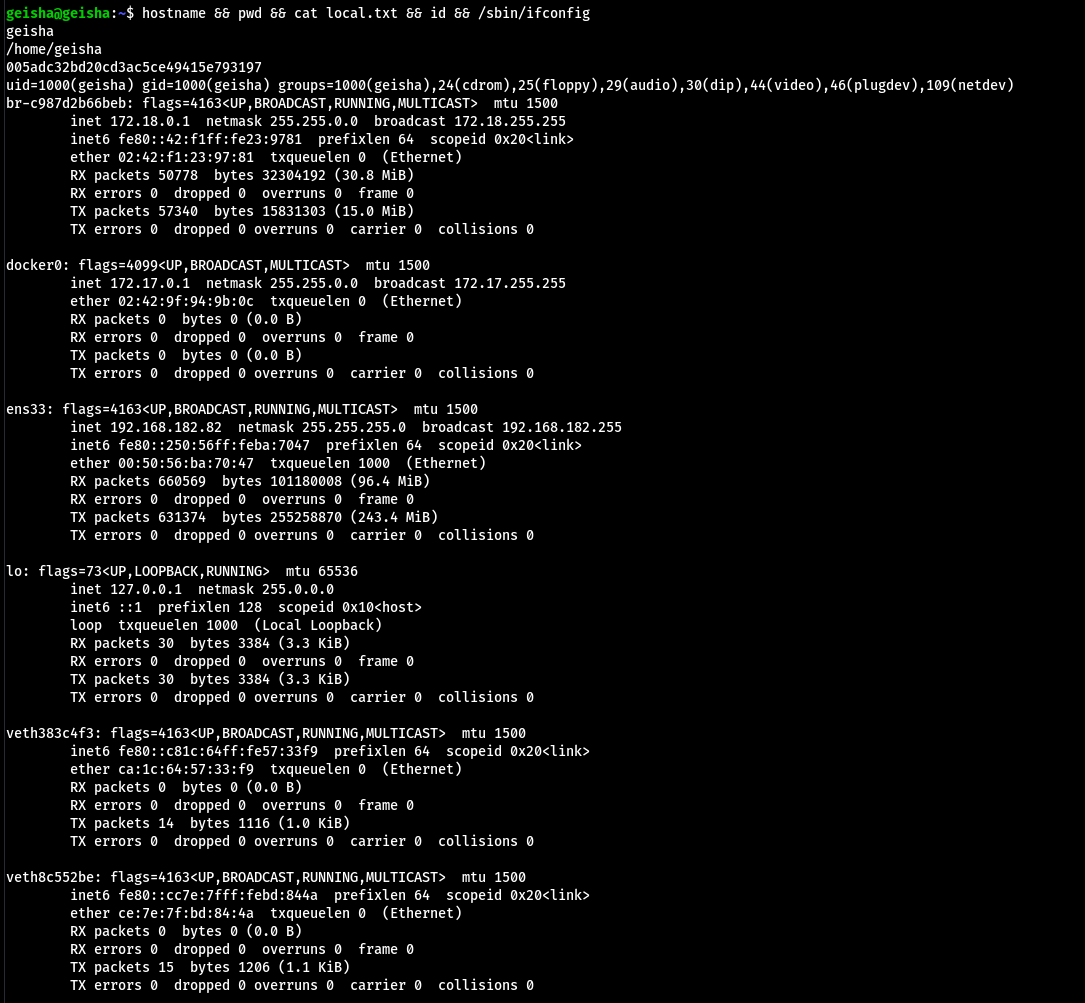 geisha@geisha:~$ hostname && pwd && cat local.txt && id && /sbin/ifconfig
geisha
/home/geisha
005adc32bd20cd3ac5ce49415e793197
uid=1000(geisha) gid=1000(geisha) groups=1000(geisha),24(cdrom),25(floppy),29(audio),30(dip),44(video),46(plugdev),109(netdev)
br-c987d2b66beb: flags=4163<UP,BROADCAST,RUNNING,MULTICAST>  mtu 1500
        inet 172.18.0.1  netmask 255.255.0.0  broadcast 172.18.255.255
        inet6 fe80::42:f1ff:fe23:9781  prefixlen 64  scopeid 0x20<link>
        ether 02:42:f1:23:97:81  txqueuelen 0  (Ethernet)
        RX packets 50778  bytes 32304192 (30.8 MiB)
        RX errors 0  dropped 0  overruns 0  frame 0
        TX packets 57340  bytes 15831303 (15.0 MiB)
        TX errors 0  dropped 0 overruns 0  carrier 0  collisions 0

docker0: flags=4099<UP,BROADCAST,MULTICAST>  mtu 1500
        inet 172.17.0.1  netmask 255.255.0.0  broadcast 172.17.255.255
        ether 02:42:9f:94:9b:0c  txqueuelen 0  (Ethernet)
        RX packets 0  bytes 0 (0.0 B)
        RX errors 0  dropped 0  overruns 0  frame 0
        TX packets 0  bytes 0 (0.0 B)
        TX errors 0  dropped 0 overruns 0  carrier 0  collisions 0

ens33: flags=4163<UP,BROADCAST,RUNNING,MULTICAST>  mtu 1500
        inet 192.168.182.82  netmask 255.255.255.0  broadcast 192.168.182.255
        inet6 fe80::250:56ff:feba:7047  prefixlen 64  scopeid 0x20<link>
        ether 00:50:56:ba:70:47  txqueuelen 1000  (Ethernet)
        RX packets 660569  bytes 101180008 (96.4 MiB)
        RX errors 0  dropped 0  overruns 0  frame 0
        TX packets 631374  bytes 255258870 (243.4 MiB)
        TX errors 0  dropped 0 overruns 0  carrier 0  collisions 0

lo: flags=73<UP,LOOPBACK,RUNNING>  mtu 65536
        inet 127.0.0.1  netmask 255.0.0.0
        inet6 ::1  prefixlen 128  scopeid 0x10<host>
        loop  txqueuelen 1000  (Local Loopback)
        RX packets 30  bytes 3384 (3.3 KiB)
        RX errors 0  dropped 0  overruns 0  frame 0
        TX packets 30  bytes 3384 (3.3 KiB)
        TX errors 0  dropped 0 overruns 0  carrier 0  collisions 0

veth383c4f3: flags=4163<UP,BROADCAST,RUNNING,MULTICAST>  mtu 1500
        inet6 fe80::c81c:64ff:fe57:33f9  prefixlen 64  scopeid 0x20<link>
        ether ca:1c:64:57:33:f9  txqueuelen 0  (Ethernet)
        RX packets 0  bytes 0 (0.0 B)
        RX errors 0  dropped 0  overruns 0  frame 0
        TX packets 14  bytes 1116 (1.0 KiB)
        TX errors 0  dropped 0 overruns 0  carrier 0  collisions 0

veth8c552be: flags=4163<UP,BROADCAST,RUNNING,MULTICAST>  mtu 1500
        inet6 fe80::cc7e:7fff:febd:844a  prefixlen 64  scopeid 0x20<link>
        ether ce:7e:7f:bd:84:4a  txqueuelen 0  (Ethernet)
        RX packets 0  bytes 0 (0.0 B)
        RX errors 0  dropped 0  overruns 0  frame 0
        TX packets 15  bytes 1206 (1.1 KiB)
        TX errors 0  dropped 0 overruns 0  carrier 0  collisions 0